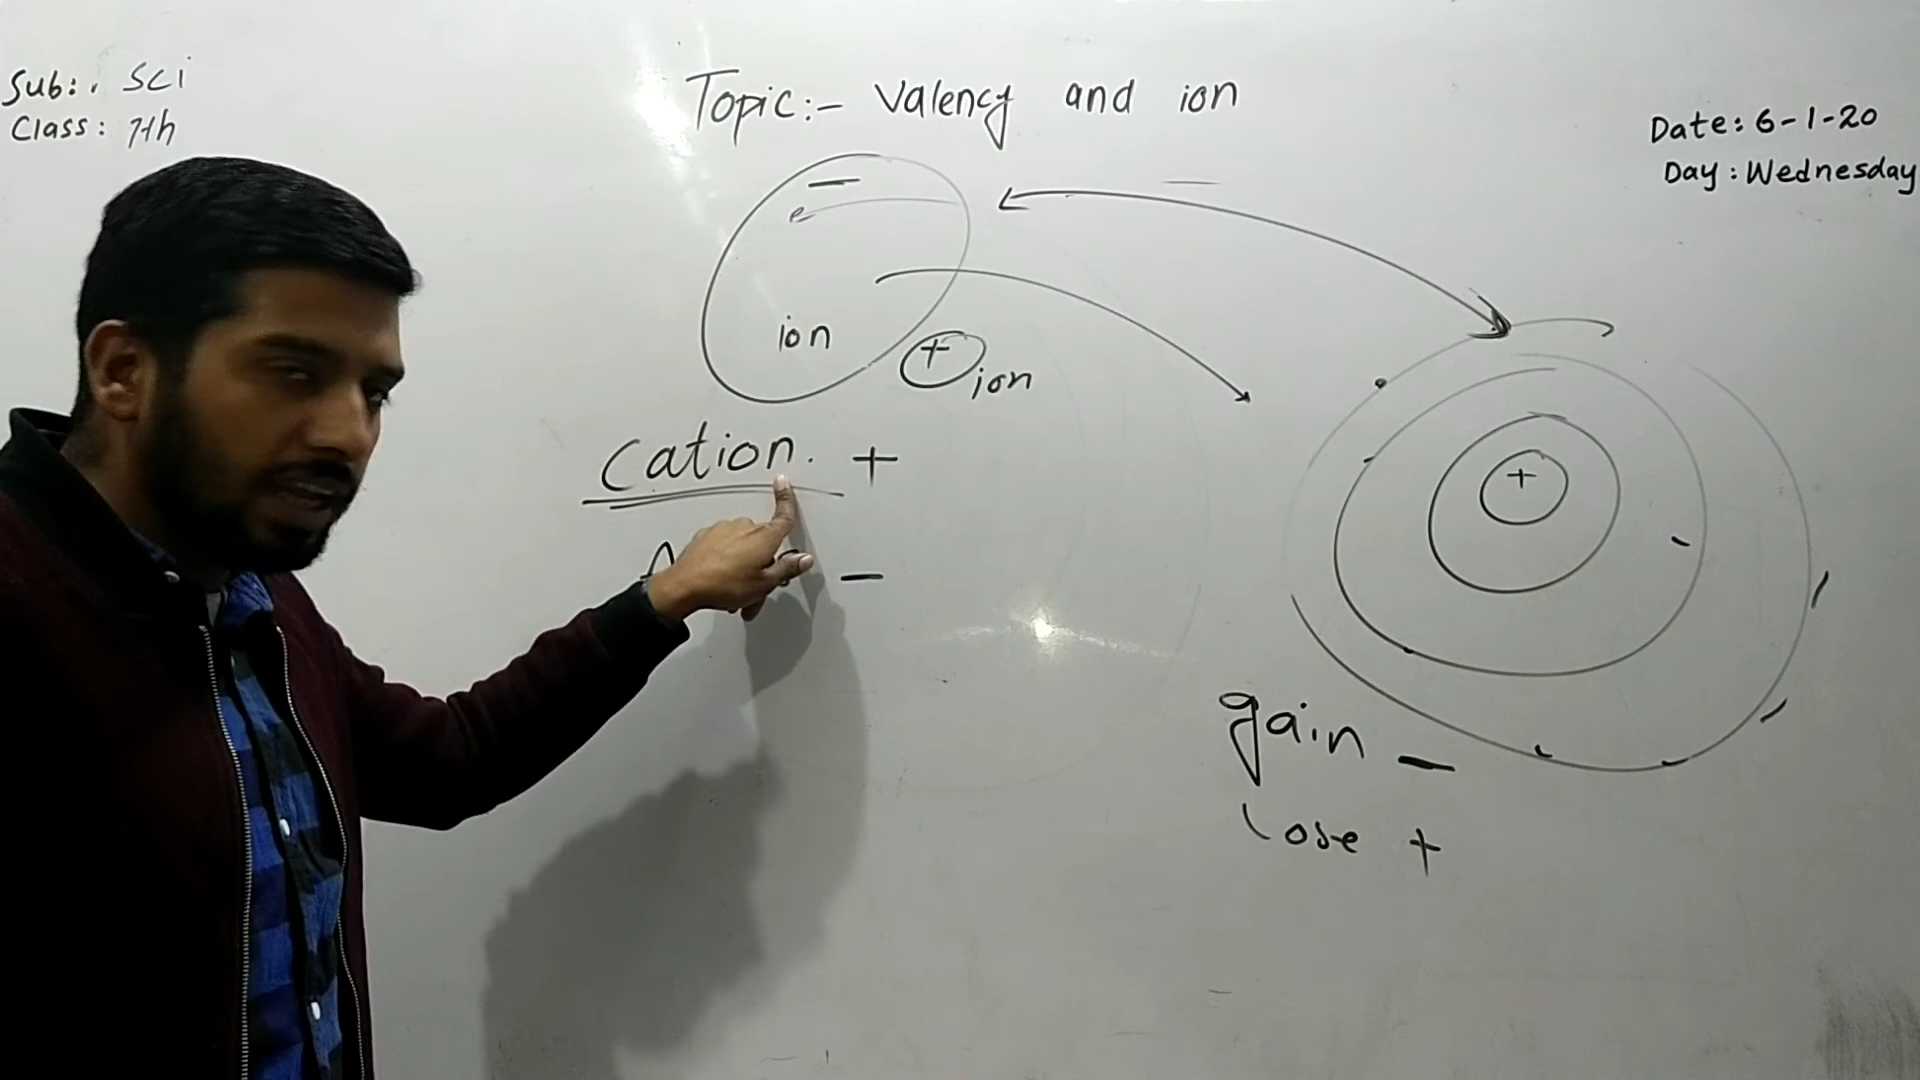 Sub:. Sci
Class: 7th
Topic:- Valency and ion
Date: 6-1-20
Day: Wednesday
e
ion
+
ion
Cation. +
-
+
gain -
lose +